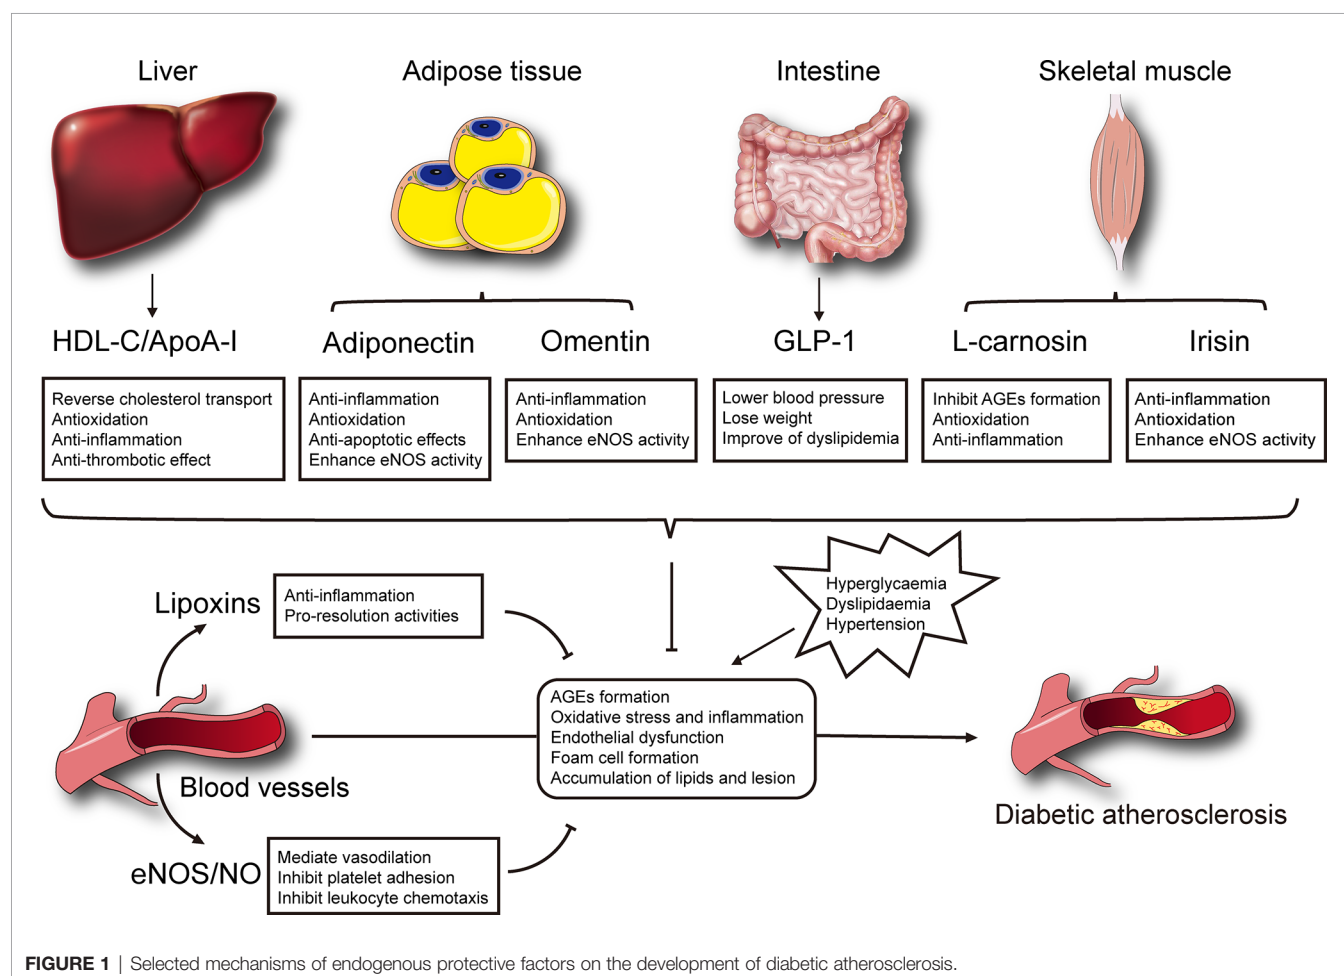 Liver
Adipose tissue
Intestine
Skeletal muscle
HDL-C/ApoA-I
Adiponectin
Omentin
GLP-1
L-carnosin
Irisin
Reverse cholesterol transport
Antioxidation
Anti-inflammation
Anti-thrombotic effect
Anti-inflammation
Antioxidation
Anti-apoptotic effects
Enhance eNOS activity
Anti-inflammation
Antioxidation
Enhance eNOS activity
Lower blood pressure
Lose weight
Improve of dyslipidemia
Inhibit AGEs formation
Antioxidation
Anti-inflammation
Anti-inflammation
Antioxidation
Enhance eNOS activity
Lipoxins
Anti-inflammation
Pro-resolution activities
Hyperglycaemia
Dyslipidaemia
Hypertension
Blood vessels
AGEs formation
Oxidative stress and inflammation
Endothelial dysfunction
Foam cell formation
Accumulation of lipids and lesion
Diabetic atherosclerosis
eNOS/NO
Mediate vasodilation
Inhibit platelet adhesion
Inhibit leukocyte chemotaxis
FIGURE 1 | Selected mechanisms of endogenous protective factors on the development of diabetic atherosclerosis.